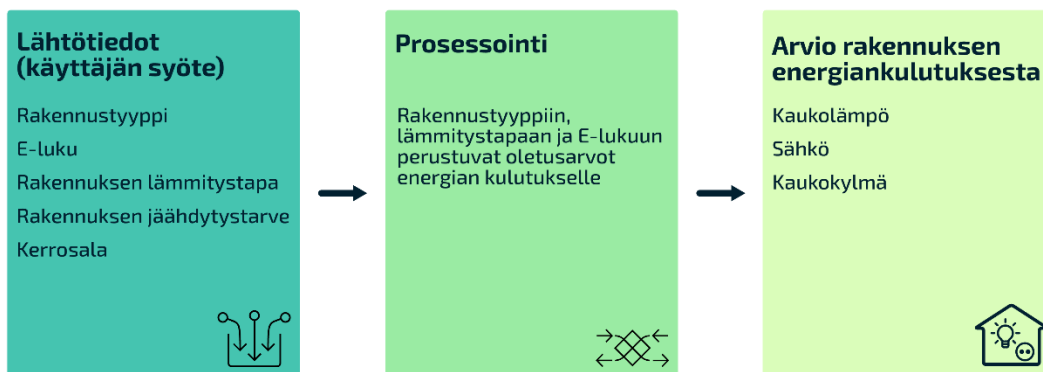 Lähtötiedot
(käyttäjän syöte)
Rakennustyyppi
E-luku
Rakennuksen lämmitystapa
Rakennuksen jäähdytystarve
Kerrosala
Prosessointi
Rakennustyyppiin,
lämmitystapaan ja E-lukuun
perustuvat oletusarvot
energian kulutukselle
Arvio rakennuksen
energiankulutuksesta
Kaukolämpö
Sähkö
Kaukokylmä